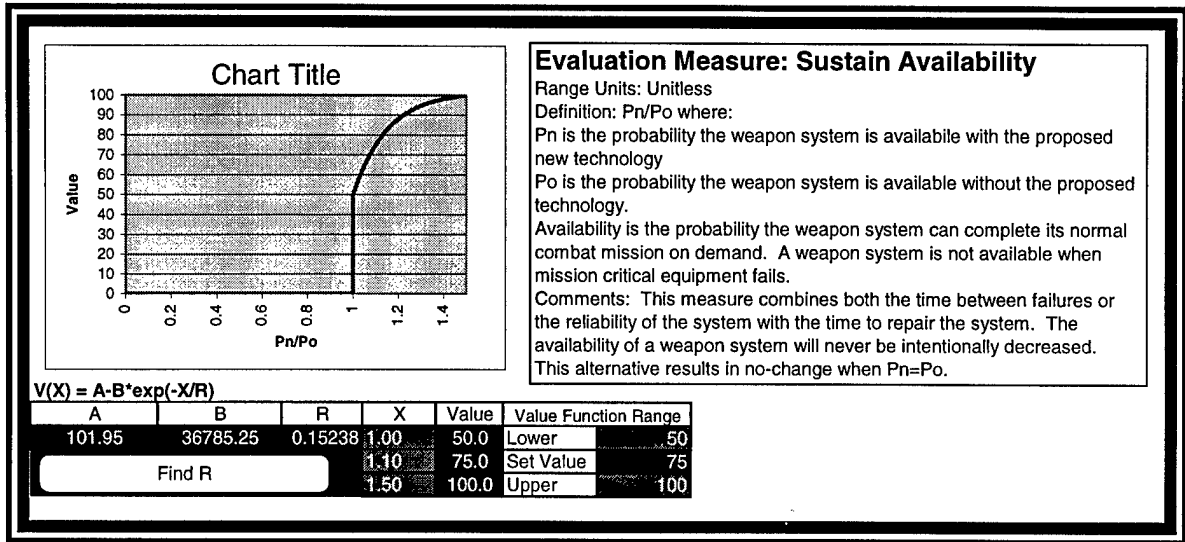 Chart Title
100
90
80
70
60
50
40
30
20
10
0
Value
0
0.2
0.4
0.6
0.8
1
1.2
1.4
Pn/Po
Evaluation Measure: Sustain Availability
Range Units: Unitless
Definition: Pn/Po where:
Pn is the probability the weapon system is availabile with the proposed
new technology
Po is the probability the weapon system is available without the proposed
technology.
Availability is the probability the weapon system can complete its normal
combat mission on demand. A weapon system is not available when
mission critical equipment fails.
Comments: This measure combines both the time between failures or
the reliability of the system with the time to repair the system. The
availability of a weapon system will never be intentionally decreased.
This alternative results in no-change when Pn=Po.
V(X) = A-B*exp(-X/R)
A B R X Value Value Function Range
101.95 36785.25 0.15238 1.00 50.0 Lower 50
Find R 1.10 75.0 Set Value 75
1.50 100.0 Upper 100